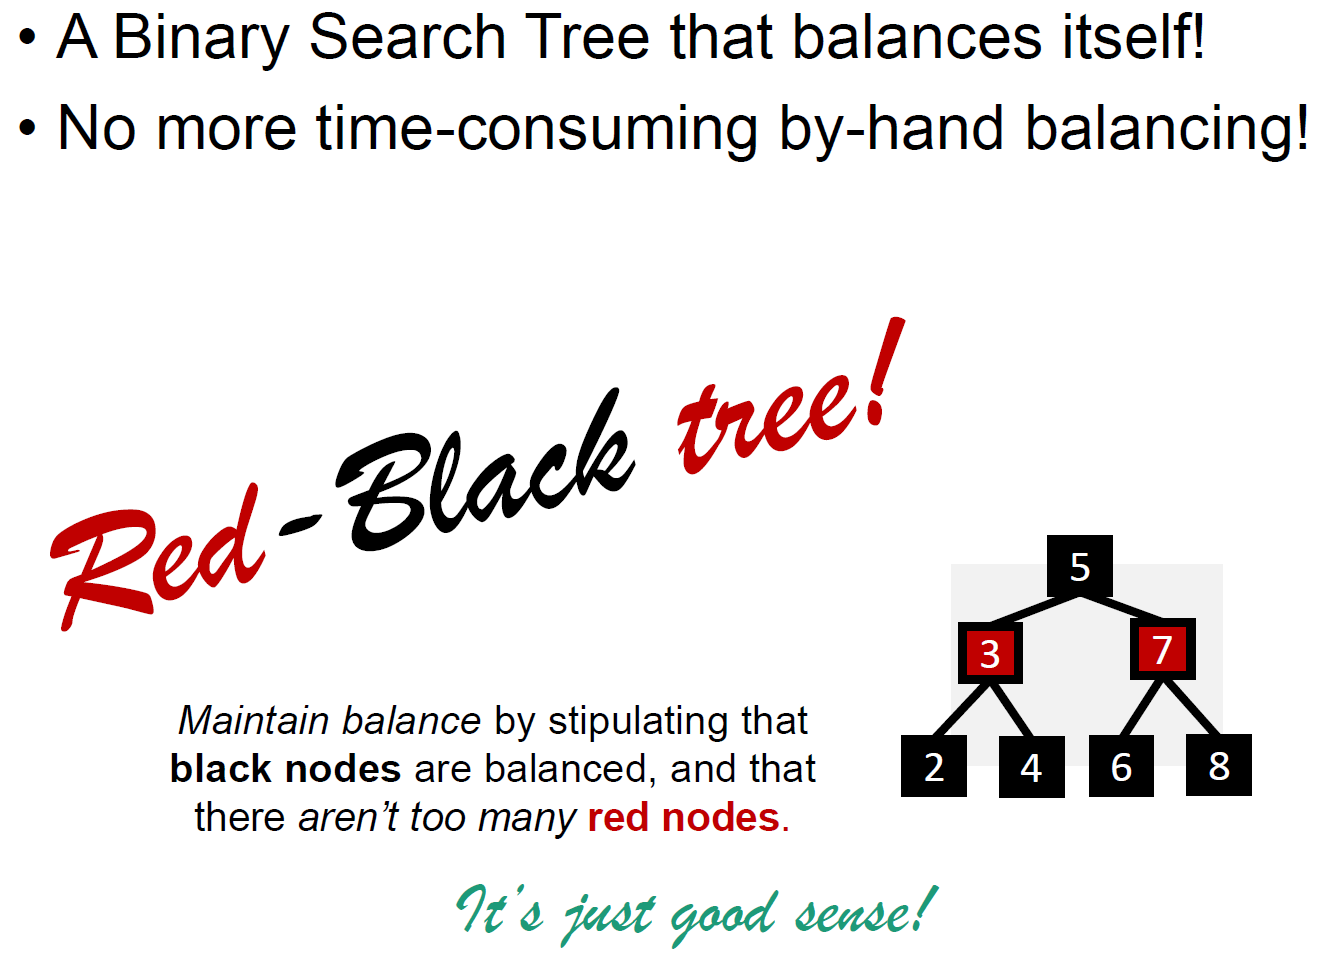 • A Binary Search Tree that balances itself!
• No more time-consuming by-hand balancing!
Red-Black tree!
5
3 7
2 4 6 8
Maintain balance by stipulating that
black nodes are balanced, and that
there aren’t too many red nodes.
It’s just good sense!